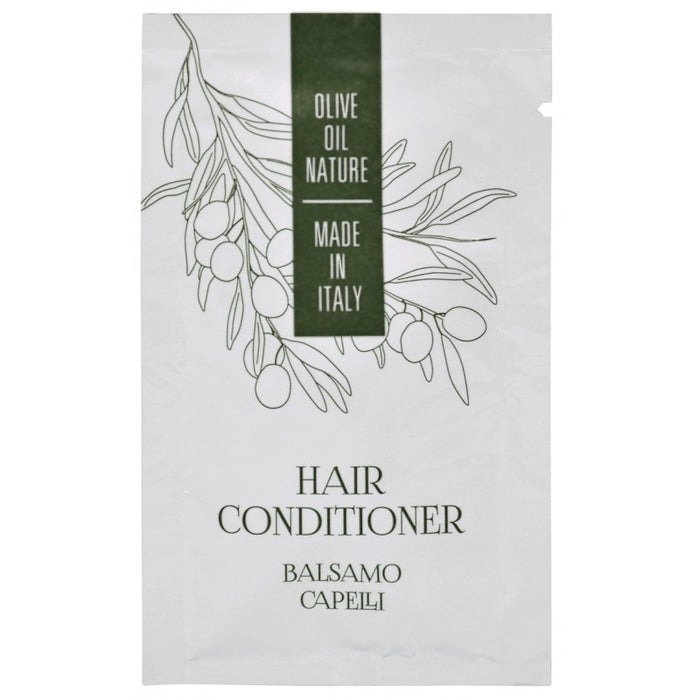 OLIVE
OIL
NATURE
MADE
IN
ITALY
HAIR
CONDITIONER
BALSAMO
CAPELLI